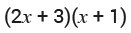 (2x + 3)(x + 1)